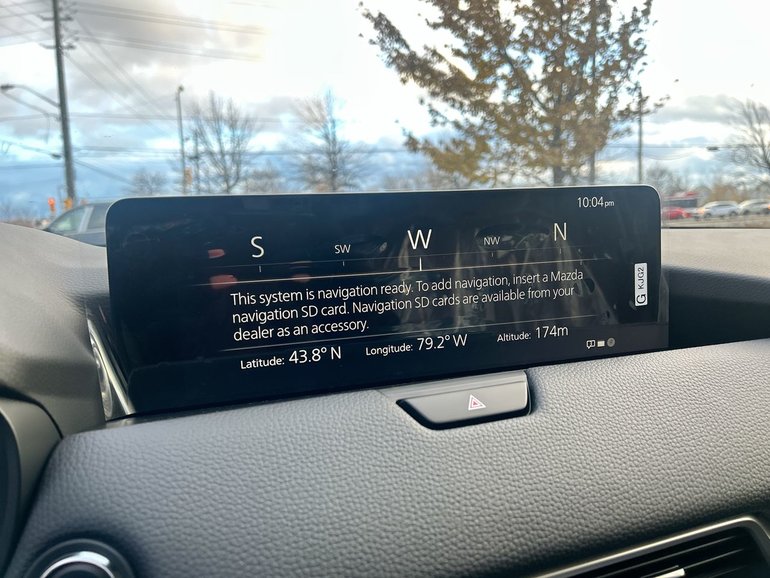 10:04 pm
S SW W NW N
This system is navigation ready. To add navigation, insert a Mazda
navigation SD card. Navigation SD cards are available from your
dealer as an accessory.
Latitude: 43.8° N Longitude: 79.2° W Altitude: 174m
G KJG2